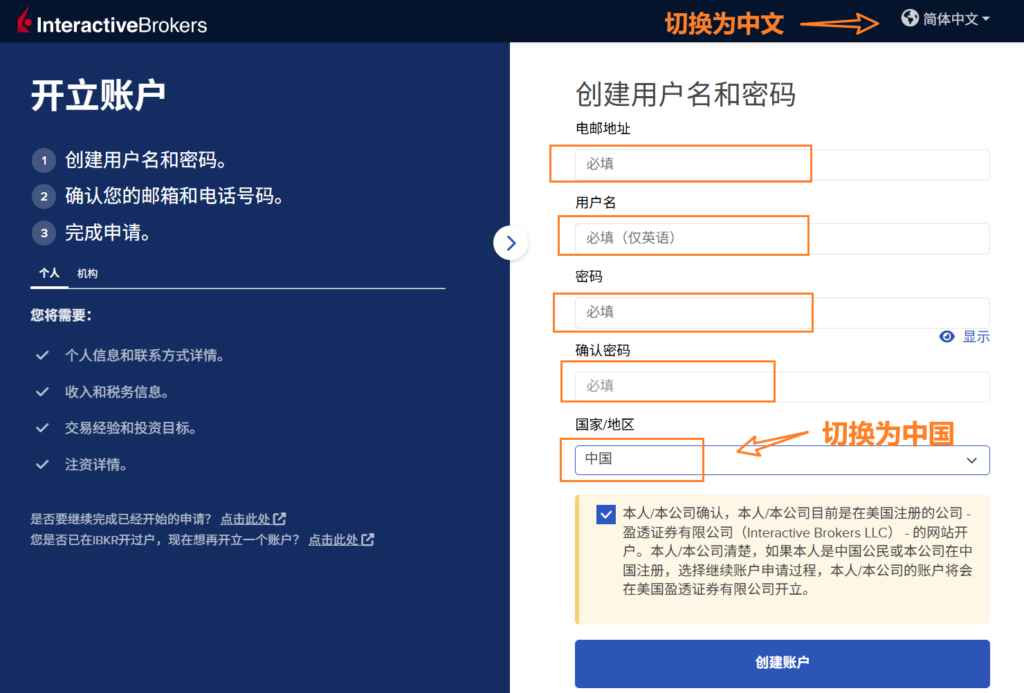 InteractiveBrokers
切换为中文
简体中文
开立账户
1 创建用户名和密码。
2 确认您的邮箱和电话号码。
3 完成申请。
个人 机构
您将需要:
个人信息和联系方式详情。
收入和税务信息。
交易经验和投资目标。
注资详情。
是否要继续完成已经开始的申请? 点击此处
您是否已在IBKR开过户，现在想再开立一个账户? 点击此处
创建用户名和密码
电邮地址
必填
用户名
必填（仅英语）
密码
必填
显示
确认密码
必填
国家/地区
切换为中国
中国
本人/本公司确认，本人/本公司目前是在美国注册的公司 -
盈透证券有限公司（Interactive Brokers LLC） - 的网站开
户。本人/本公司清楚，如果本人是中国公民或本公司在中
国注册，选择继续账户申请过程，本人/本公司的账户将会
在美国盈透证券有限公司开立。
创建账户